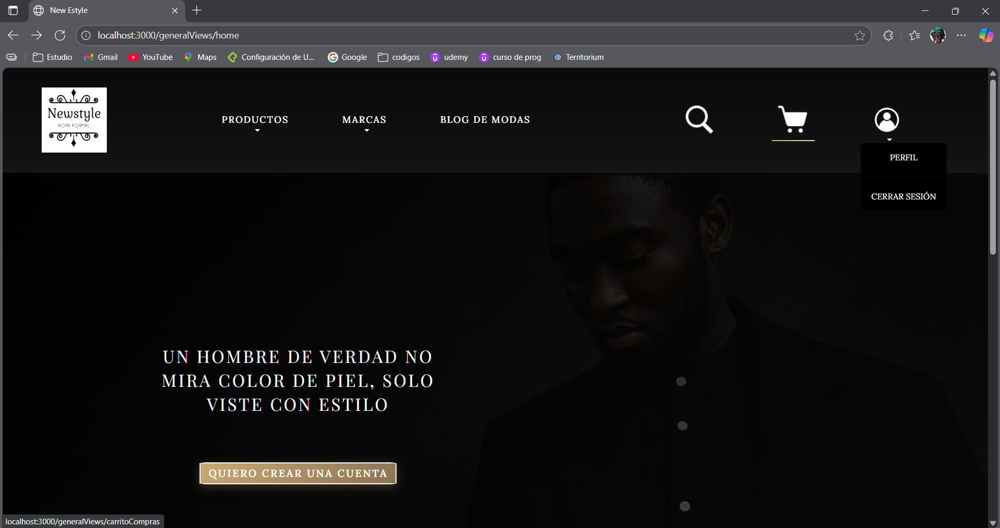 New Estyle
localhost:3000/generalViews/home
Estudio
Gmail
YouTube
Maps
Configuración de U...
Google
codigos
udemy
curso de prog
Territorium
Newstyle
ROPA FORMAL
PRODUCTOS
MARCAS
BLOG DE MODAS
PERFIL
CERRAR SESIÓN
UN HOMBRE DE VERDAD NO
MIRA COLOR DE PIEL, SOLO
VISTE CON ESTILO
QUIERO CREAR UNA CUENTA
localhost:3000/generalViews/carritoCompras